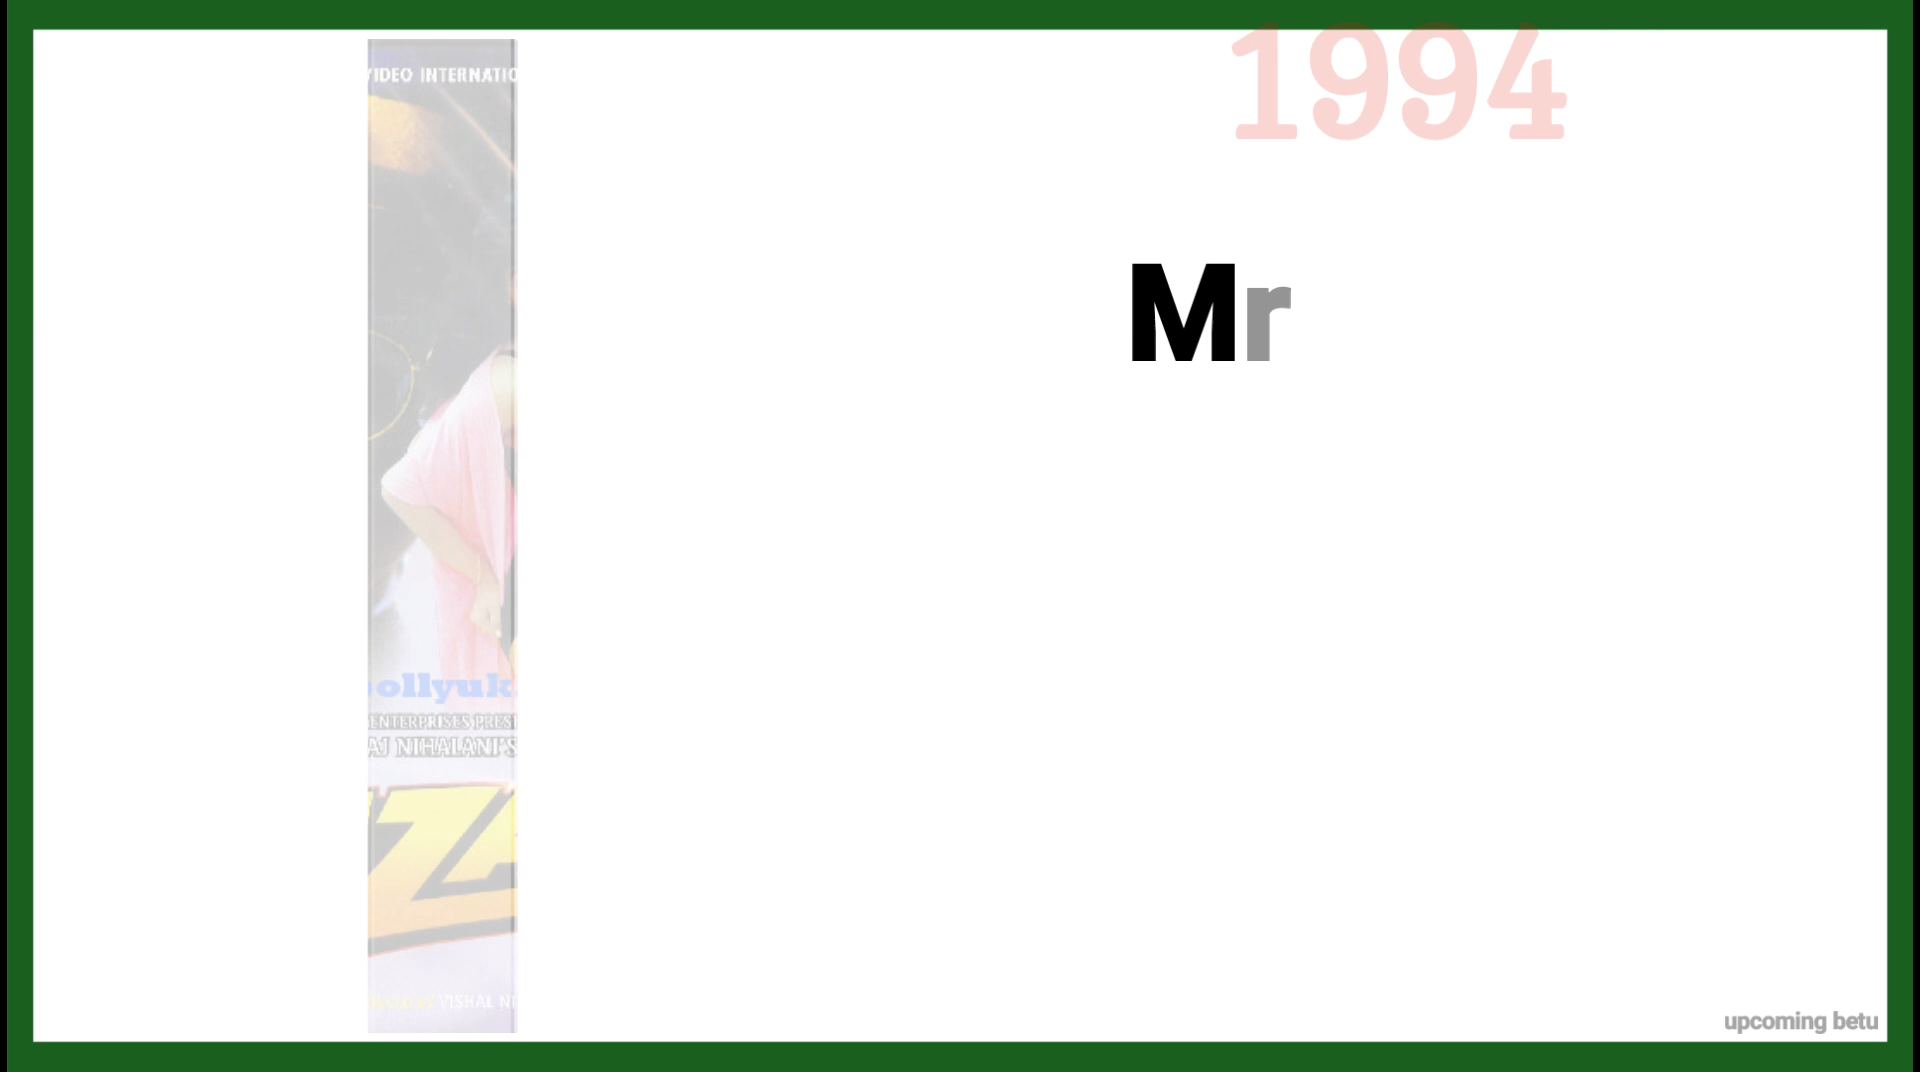 1994
Mr
VIDEO INTERNATIO
ollyuk
ENTERPRISES PRES
AJ NIHALANI'S
Z
VISHAL N
upcoming betu